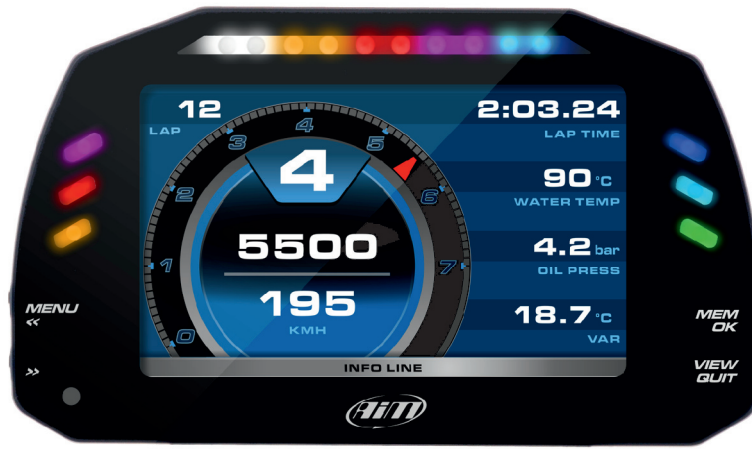 12
LAP
2:03.24
LAP TIME
0
1
2
3
4
5
6
7
4
5500
195
KMH
90 °C
WATER TEMP
4.2 bar
OIL PRESS
18.7 °C
VAR
INFO LINE
MENU
<<
>>
MEM
OK
VIEW
QUIT
AiM